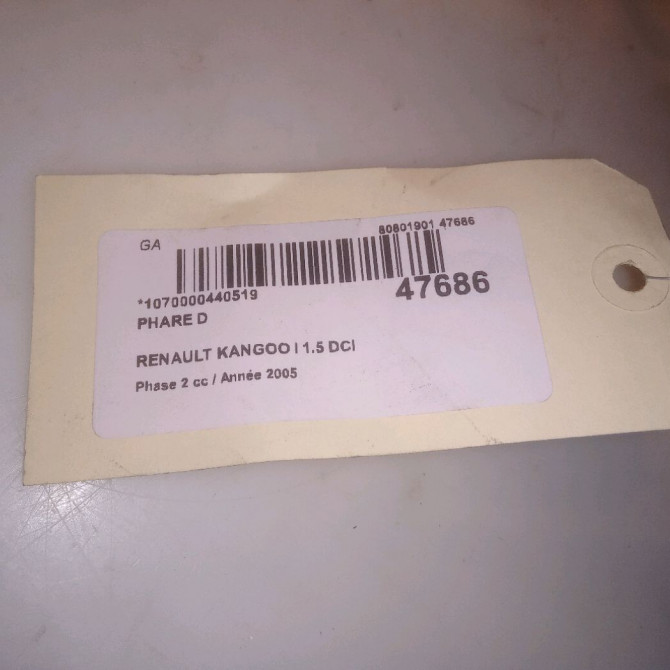 GA
80801901 47686
*1070000440519
47686
PHARE D
RENAULT KANGOO I 1.5 DCI
Phase 2 cc / Année 2005